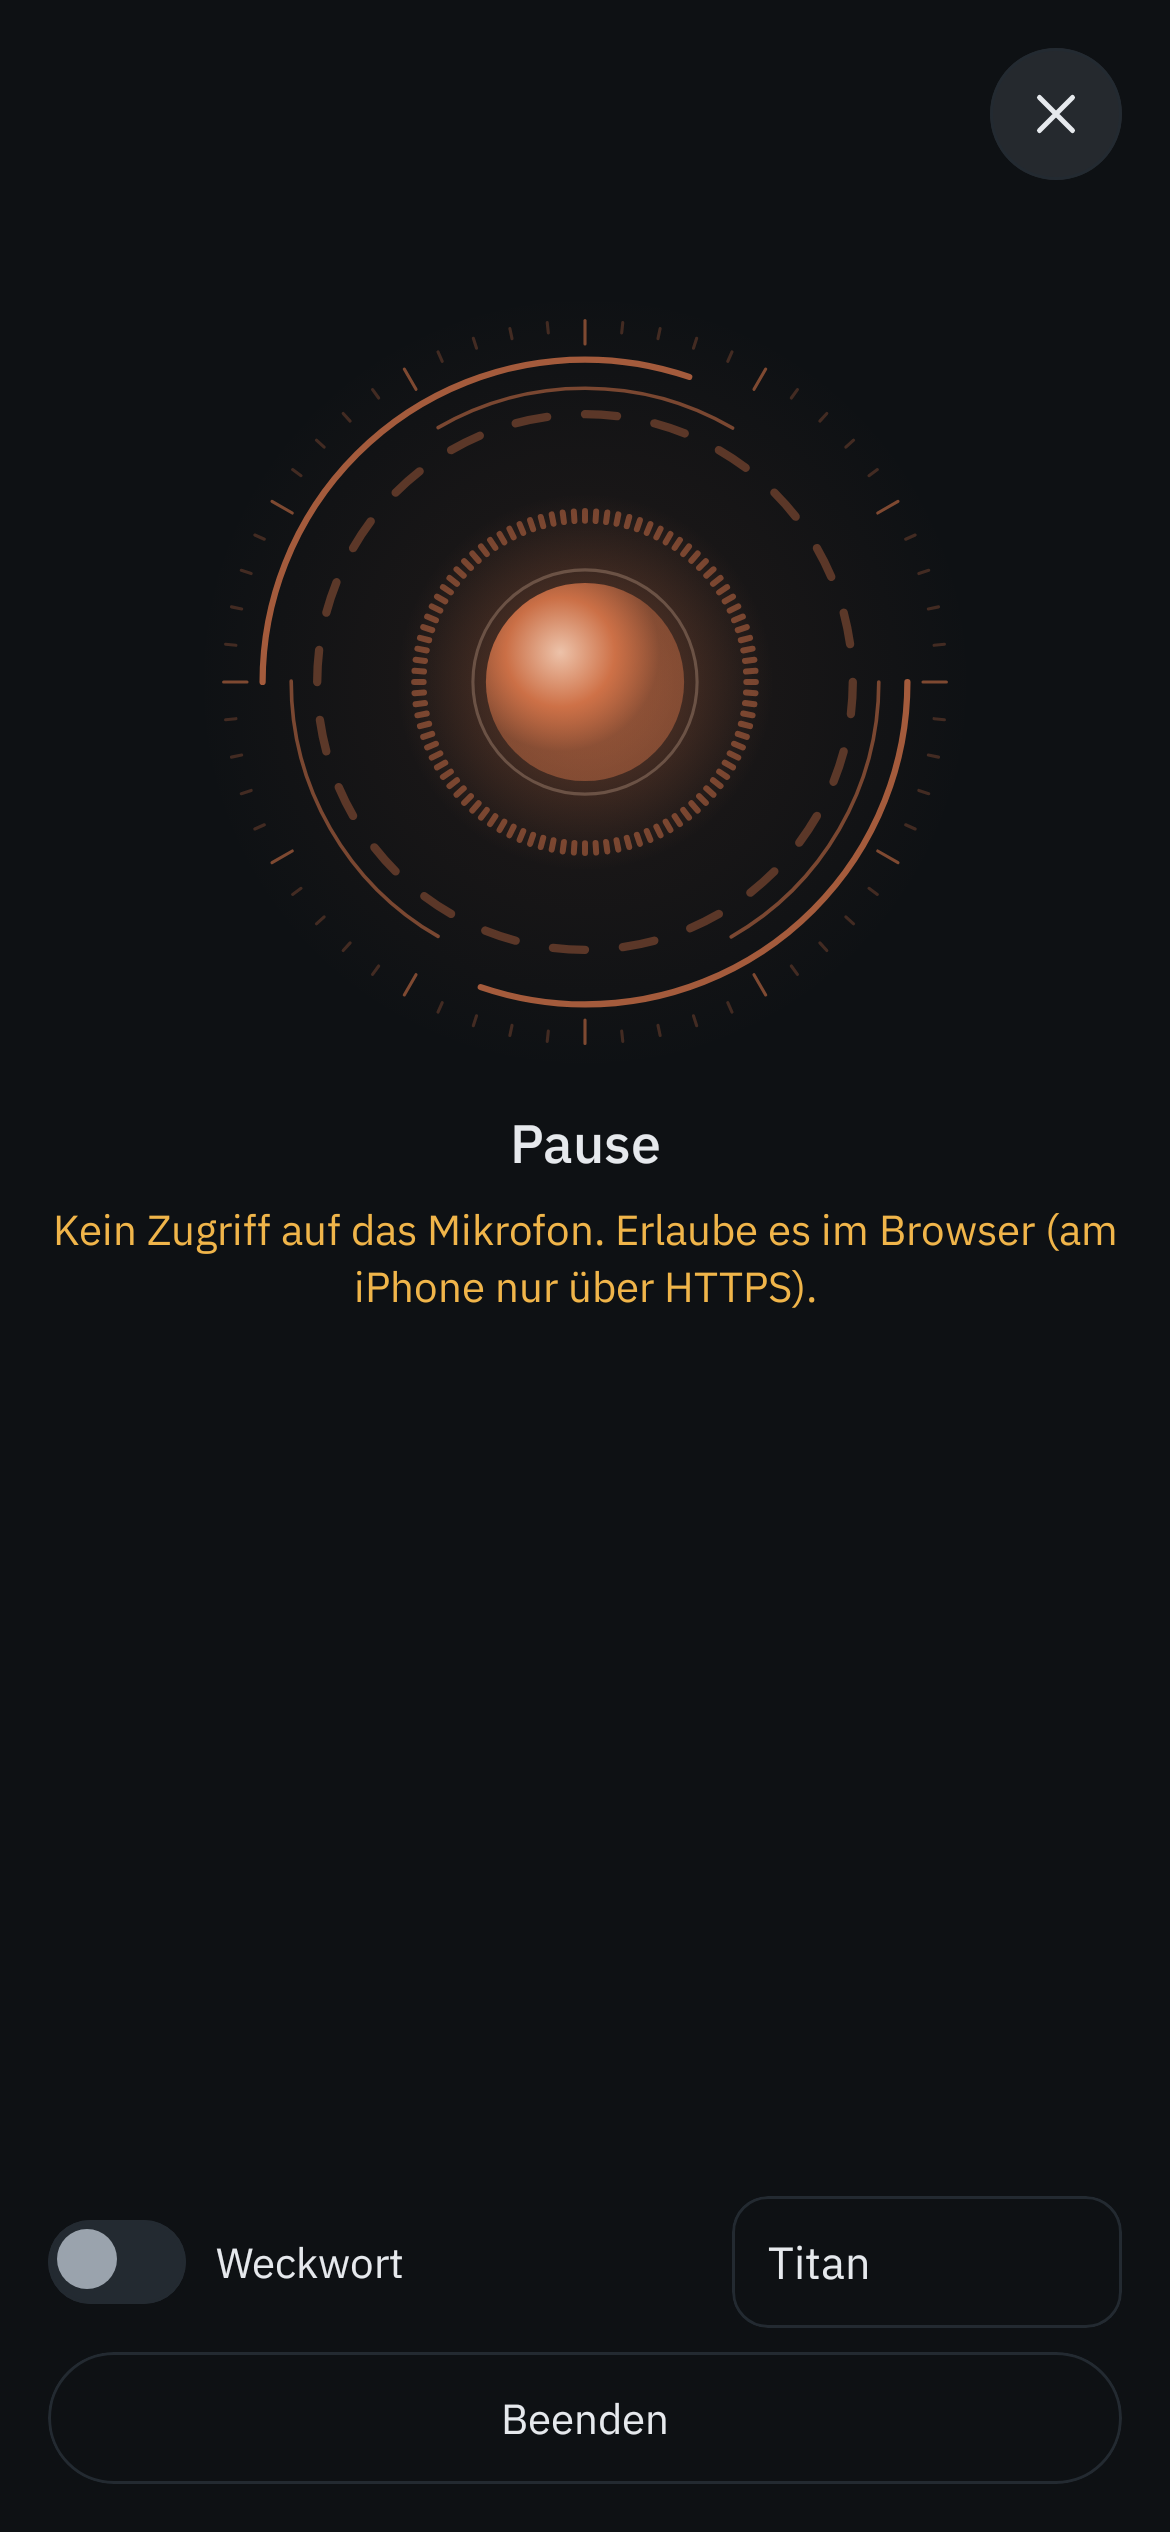 Pause
Kein Zugriff auf das Mikrofon. Erlaube es im Browser (am
iPhone nur über HTTPS).
Weckwort
Titan
Beenden